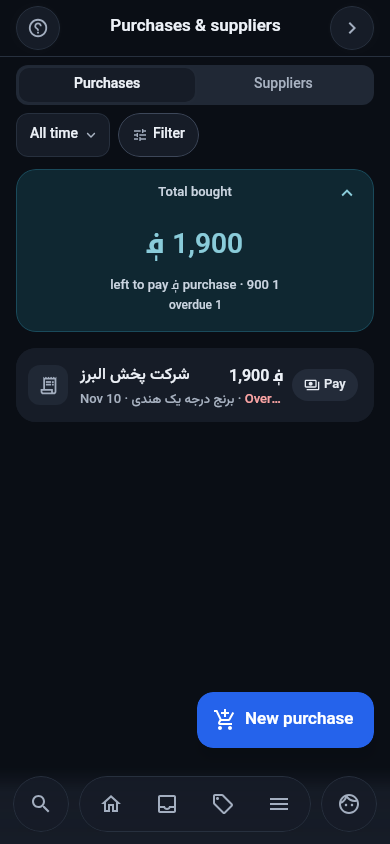 Purchases & suppliers
Purchases
Suppliers
All time
Filter
Total bought
؋ 1,900
left to pay ؋ purchase · 900 1
overdue 1
شرکت پخش البرز
1,900 ؋
Pay
Nov 10 · برنج درجه یک هندی · Over…
New purchase